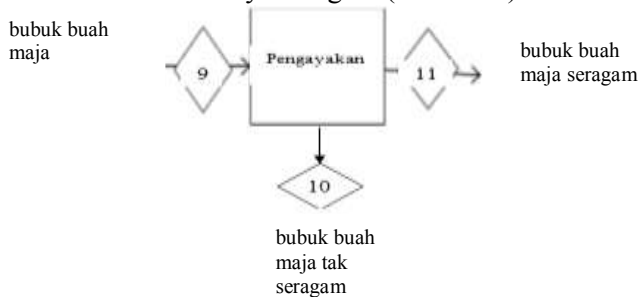 bubuk buah
maja
9
Pengayakan
11
bubuk buah
maja seragam
10
bubuk buah
maja tak
seragam